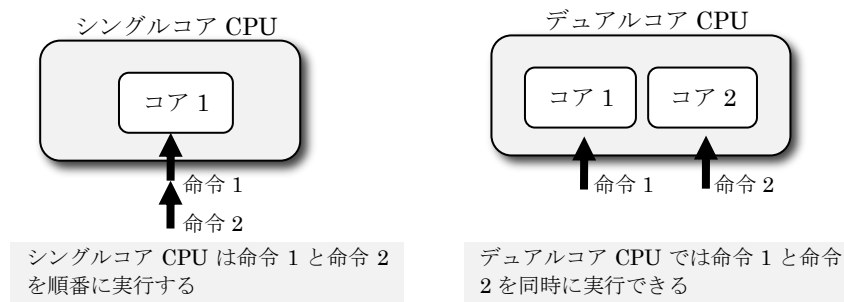 シングルコア CPU
コア 1
命令 1
命令 2
シングルコア CPU は命令 1 と命令 2
を順番に実行する
デュアルコア CPU
コア 1
コア 2
命令 1
命令 2
デュアルコア CPU では命令 1 と命令
2 を同時に実行できる